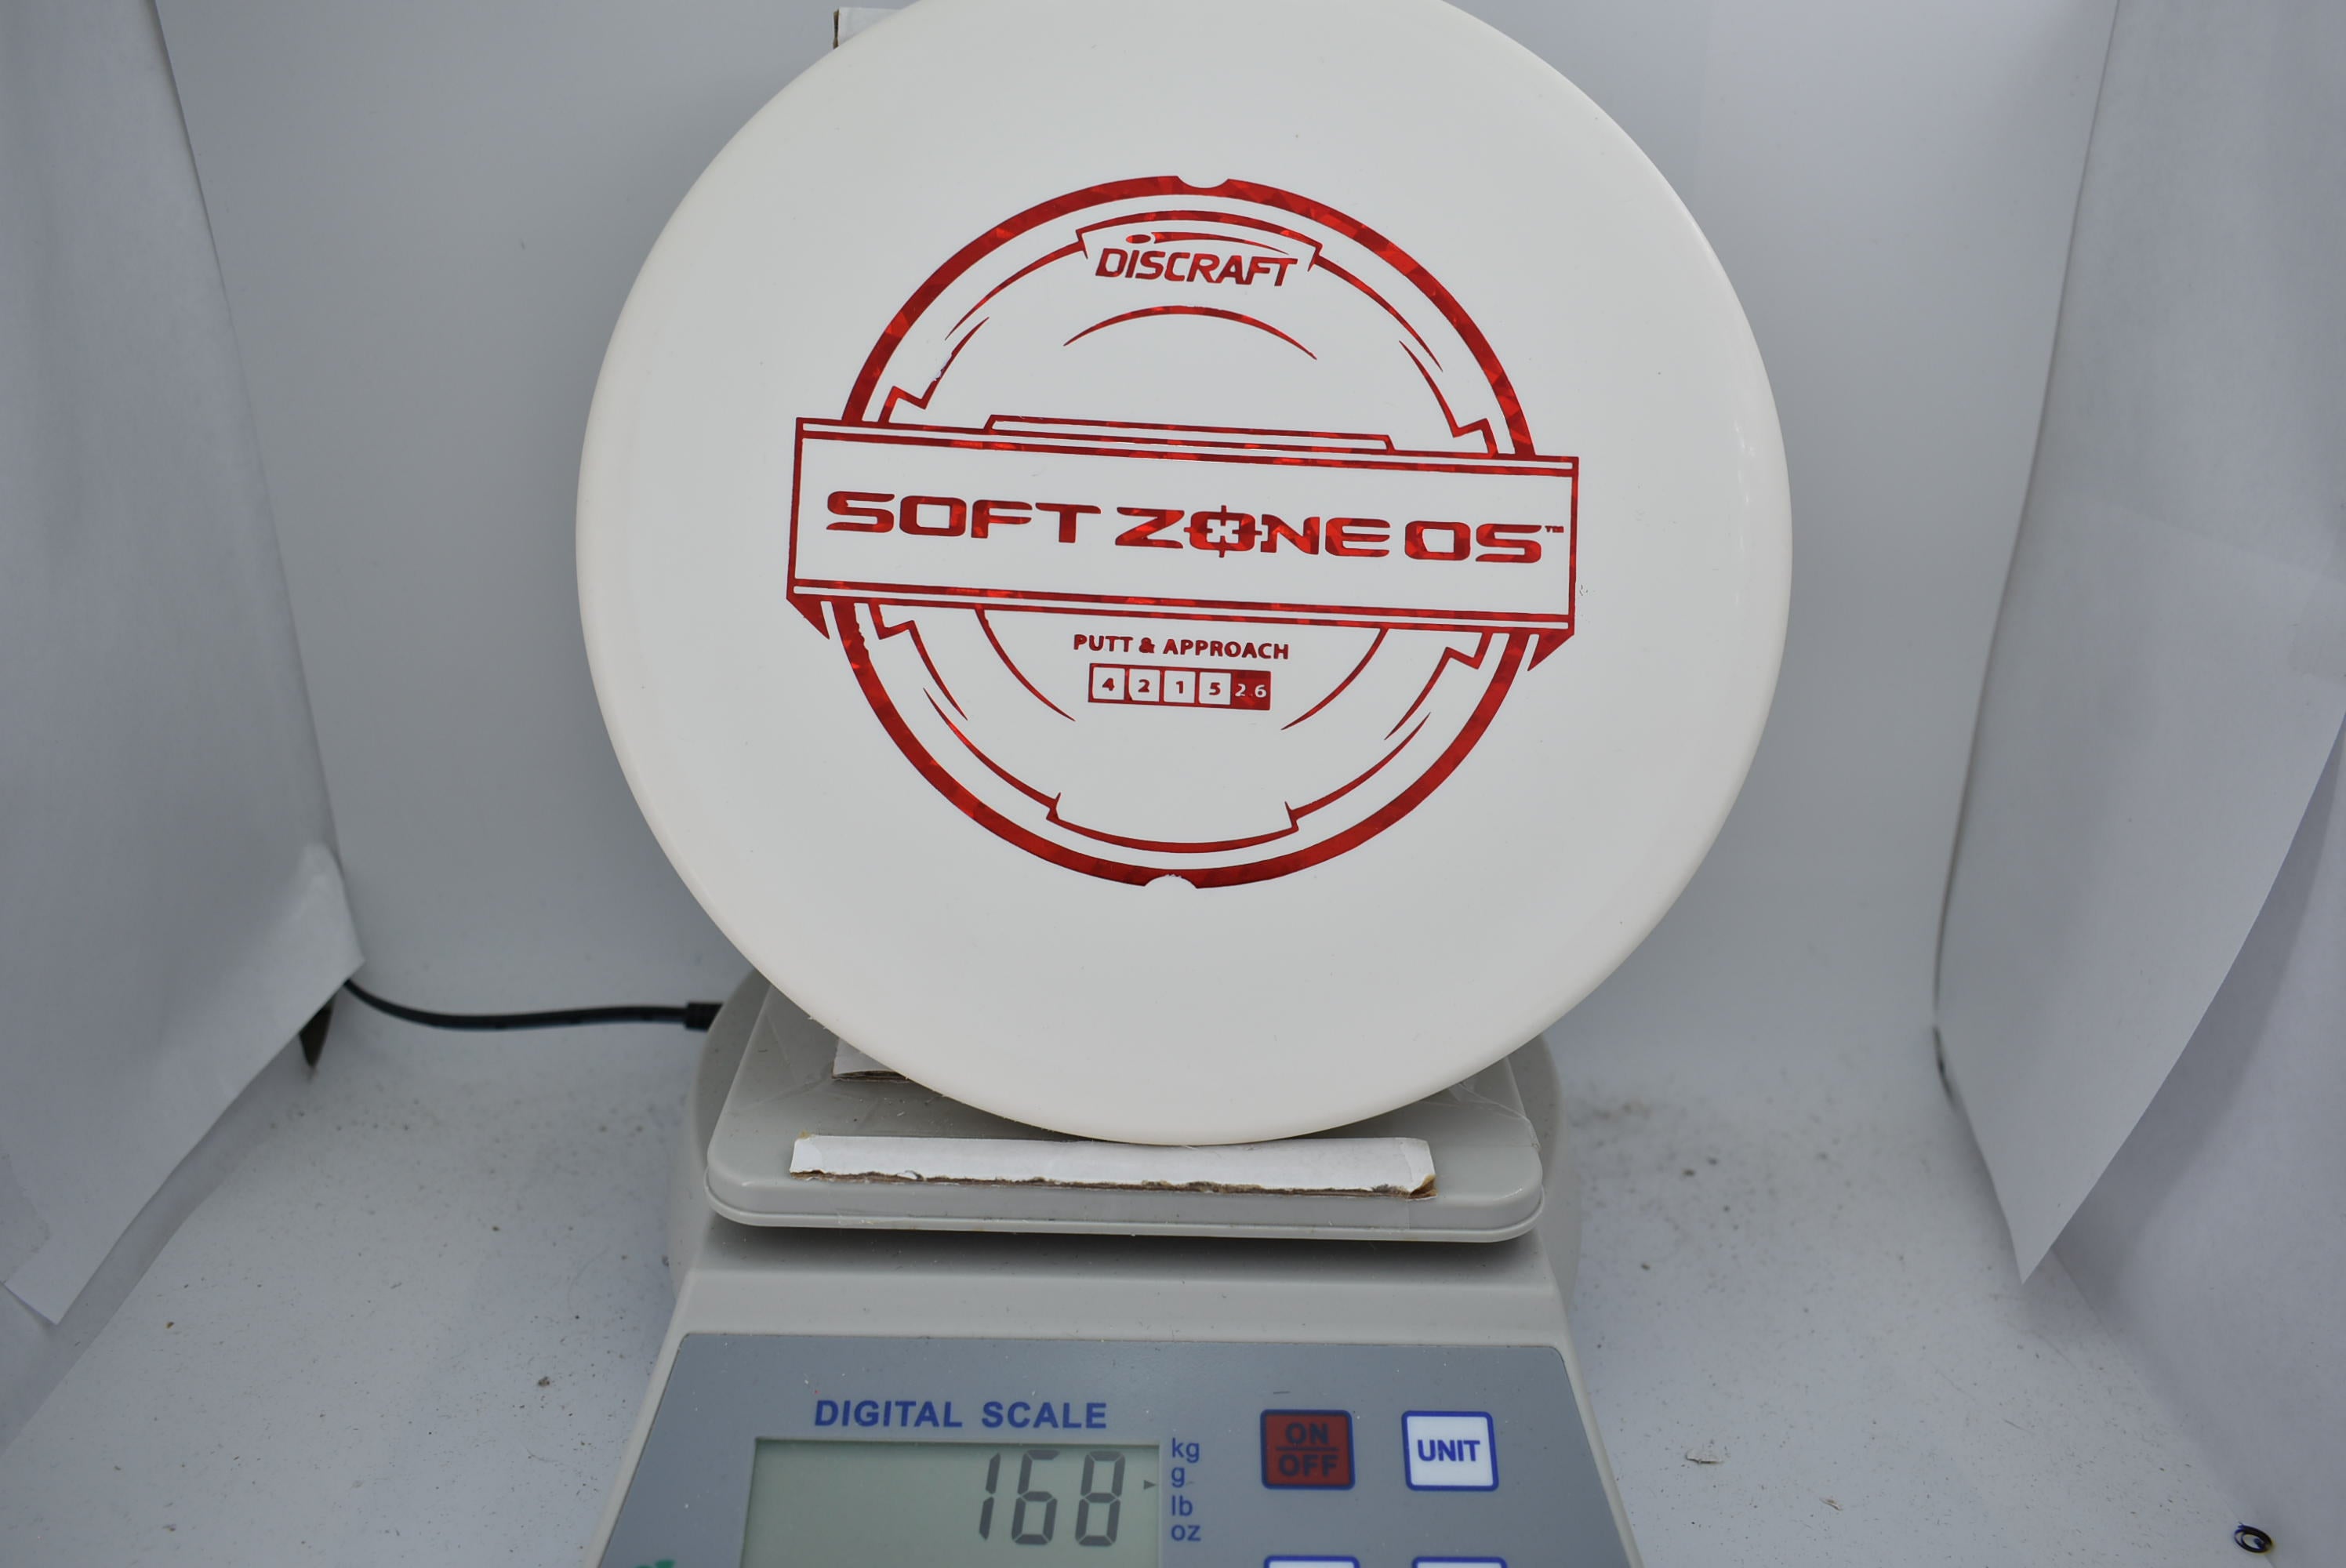 DISCRAFT
SOFT ZONE OS™
PUTT & APPROACH
4 2 1 5 2.6
DIGITAL SCALE
168
kg
g
lb
oz
ON
OFF
UNIT